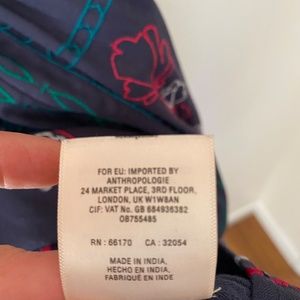 FOR EU: IMPORTED BY
ANTHROPOLOGIE
24 MARKET PLACE, 3RD FLOOR,
LONDON, UK W1W8AN
CIF: VAT No. GB 684936382
OB755485
RN : 66170 CA : 32054
MADE IN INDIA,
HECHO EN INDIA,
FABRIQUÉ EN INDE